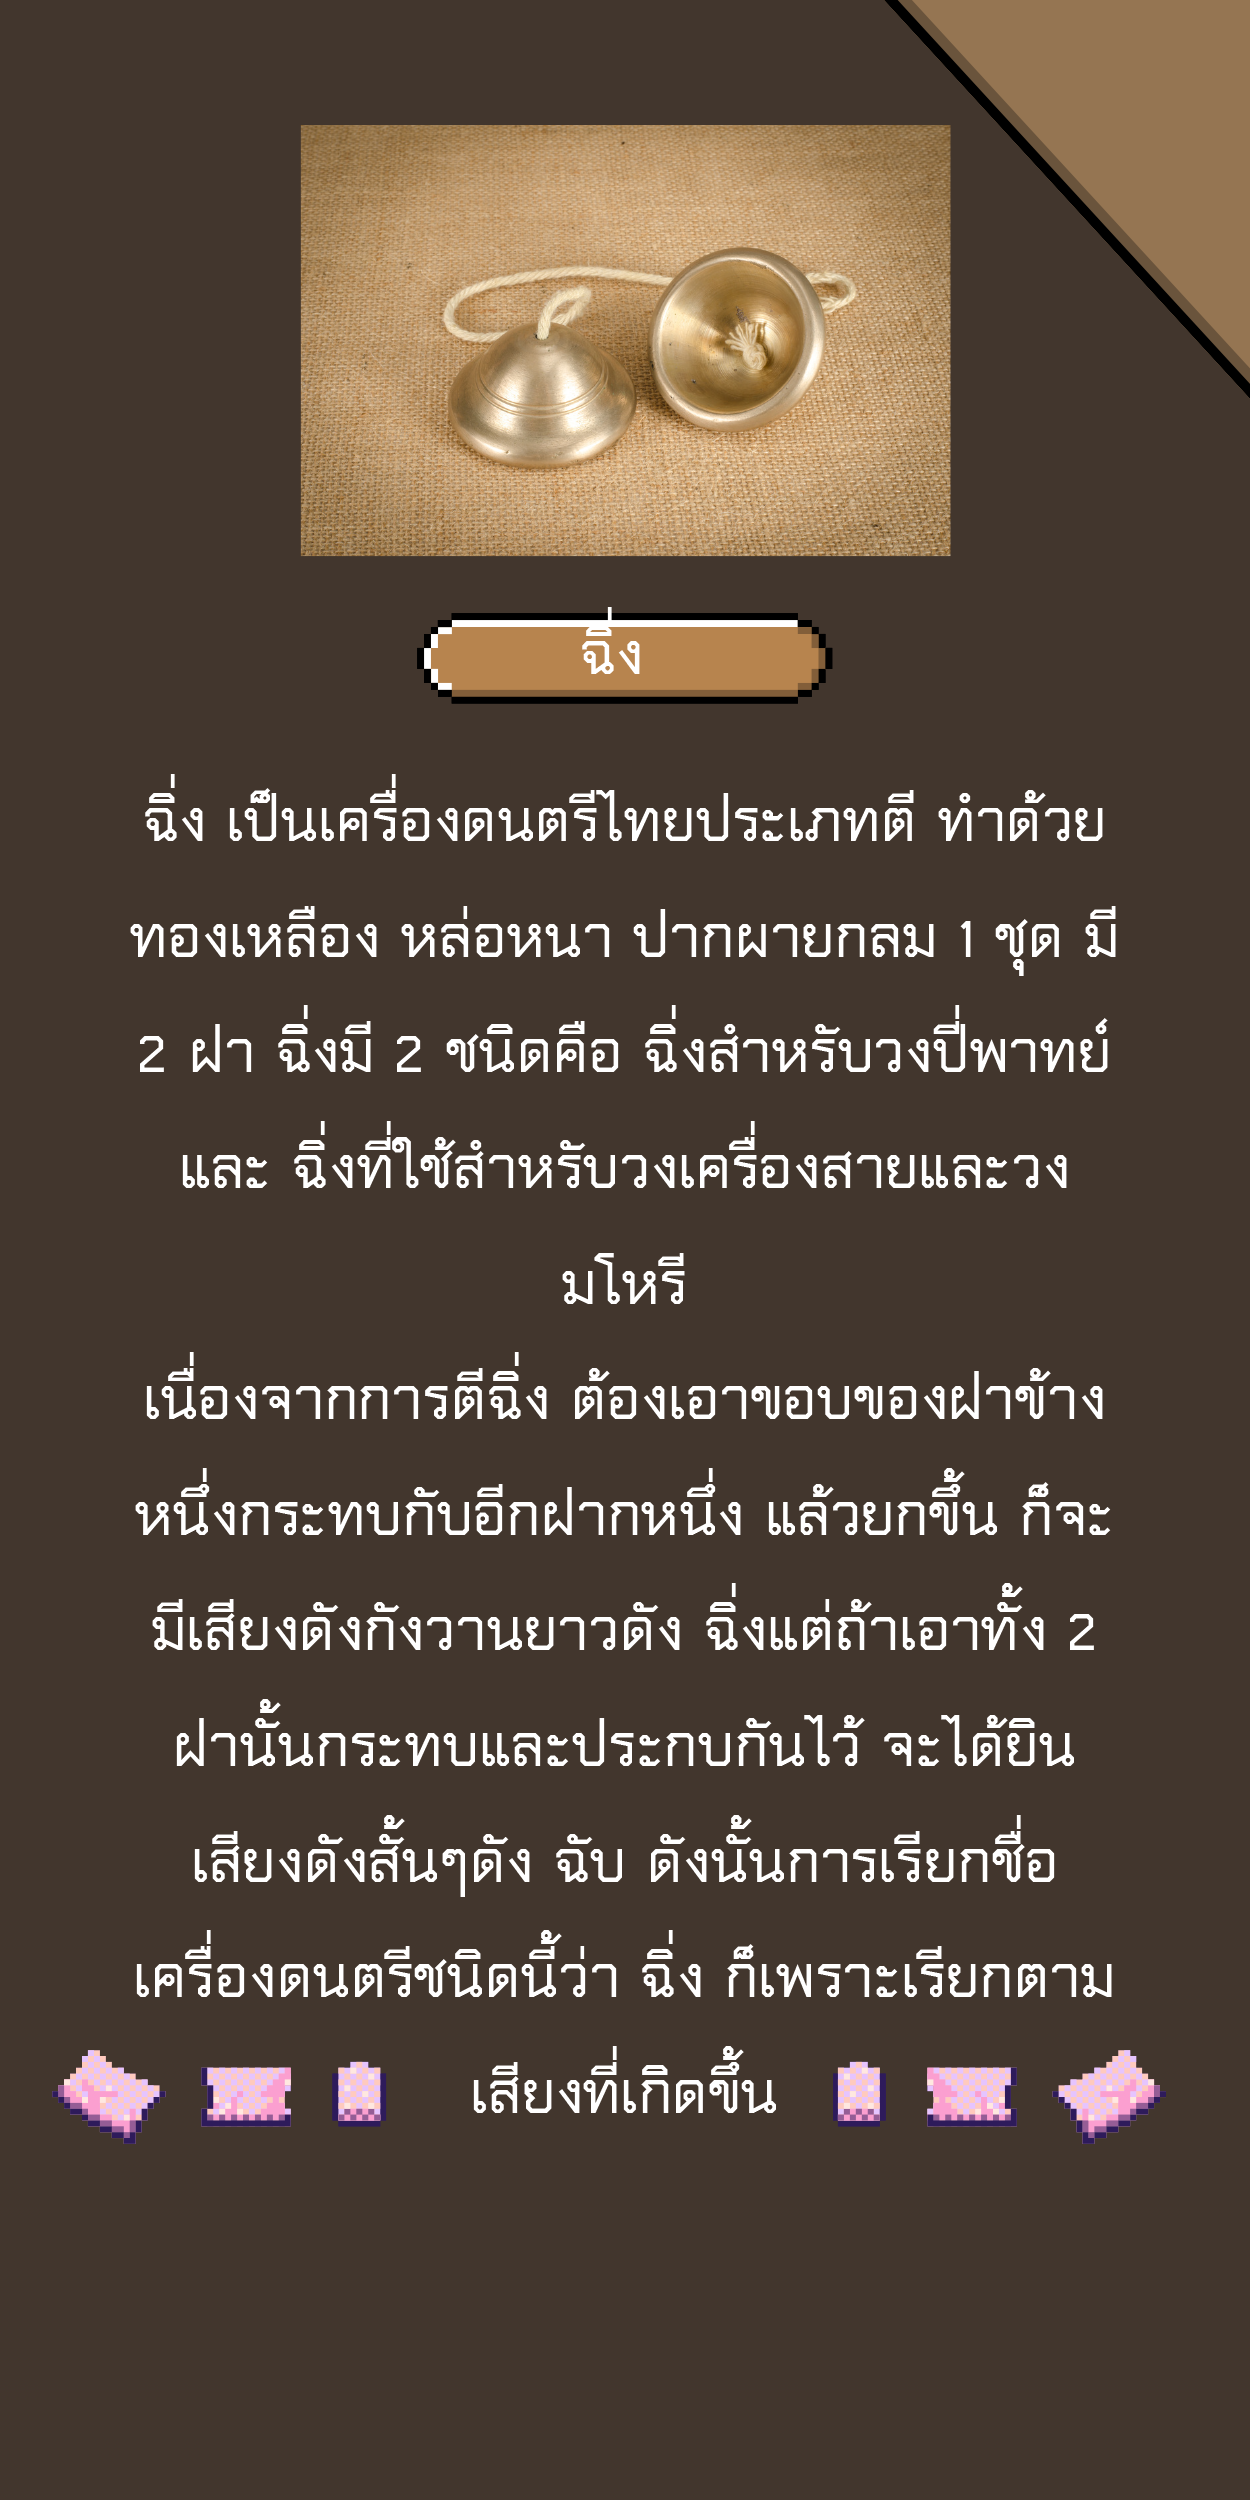 ฉิ่ง
ฉิ่ง เป็นเครื่องดนตรีไทยประเภทตี ทำด้วย
ทองเหลือง หล่อหนา ปากผายกลม 1 ชุด มี
2 ฝา ฉิ่งมี 2 ชนิดคือ ฉิ่งสำหรับวงปี่พาทย์
และ ฉิ่งที่ใช้สำหรับวงเครื่องสายและวง
มโหรี
เนื่องจากการตีฉิ่ง ต้องเอาขอบของฝาข้าง
หนึ่งกระทบกับอีกฝากหนึ่ง แล้วยกขึ้น ก็จะ
มีเสียงดังกังวานยาวดัง ฉิ่งแต่ถ้าเอาทั้ง 2
ฝานั้นกระทบและประกบกันไว้ จะได้ยิน
เสียงดังสั้นๆดัง ฉับ ดังนั้นการเรียกชื่อ
เครื่องดนตรีชนิดนี้ว่า ฉิ่ง ก็เพราะเรียกตาม
เสียงที่เกิดขึ้น